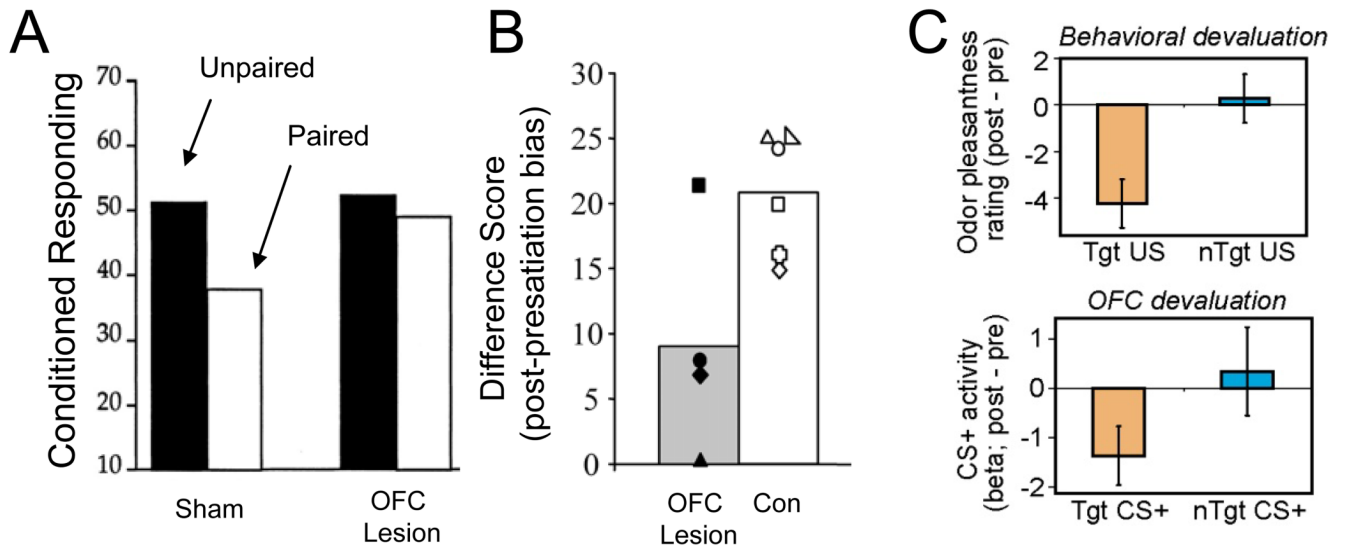 A
Conditioned Responding
70
60
50
40
30
20
10
Unpaired
Paired
Sham
OFC
Lesion
B
Difference Score
(post-presatiation bias)
30
25
20
15
10
5
0
OFC
Lesion
Con
C
Behavioral devaluation
Odor pleasantness
rating (post - pre)
2
0
-2
-4
Tgt US
nTgt US
OFC devaluation
CS+ activity
(beta; post - pre)
1
0
-1
-2
Tgt CS+
nTgt CS+